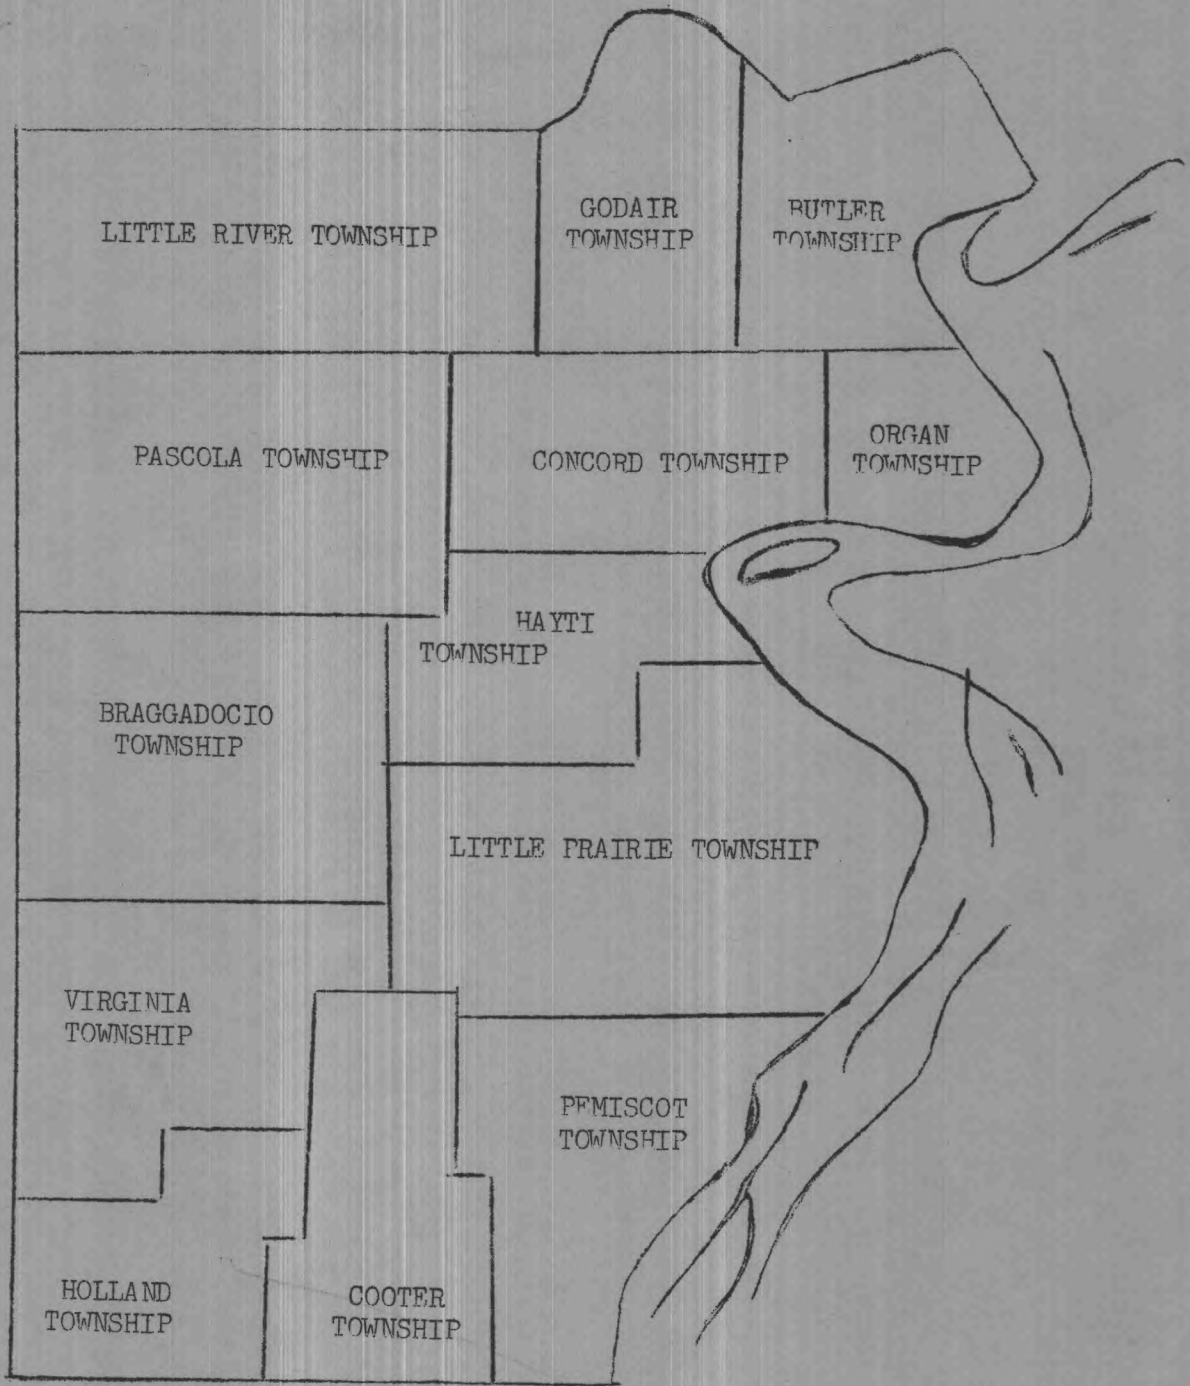 LITTLE RIVER TOWNSHIP
GODAIR
TOWNSHIP
BUTLER
TOWNSHIP
PASCOLA TOWNSHIP
CONCORD TOWNSHIP
ORGAN
TOWNSHIP
HAYTI
TOWNSHIP
BRAGGADOCIO
TOWNSHIP
LITTLE PRAIRIE TOWNSHIP
VIRGINIA
TOWNSHIP
PEMISCOT
TOWNSHIP
HOLLAND
TOWNSHIP
COOTER
TOWNSHIP